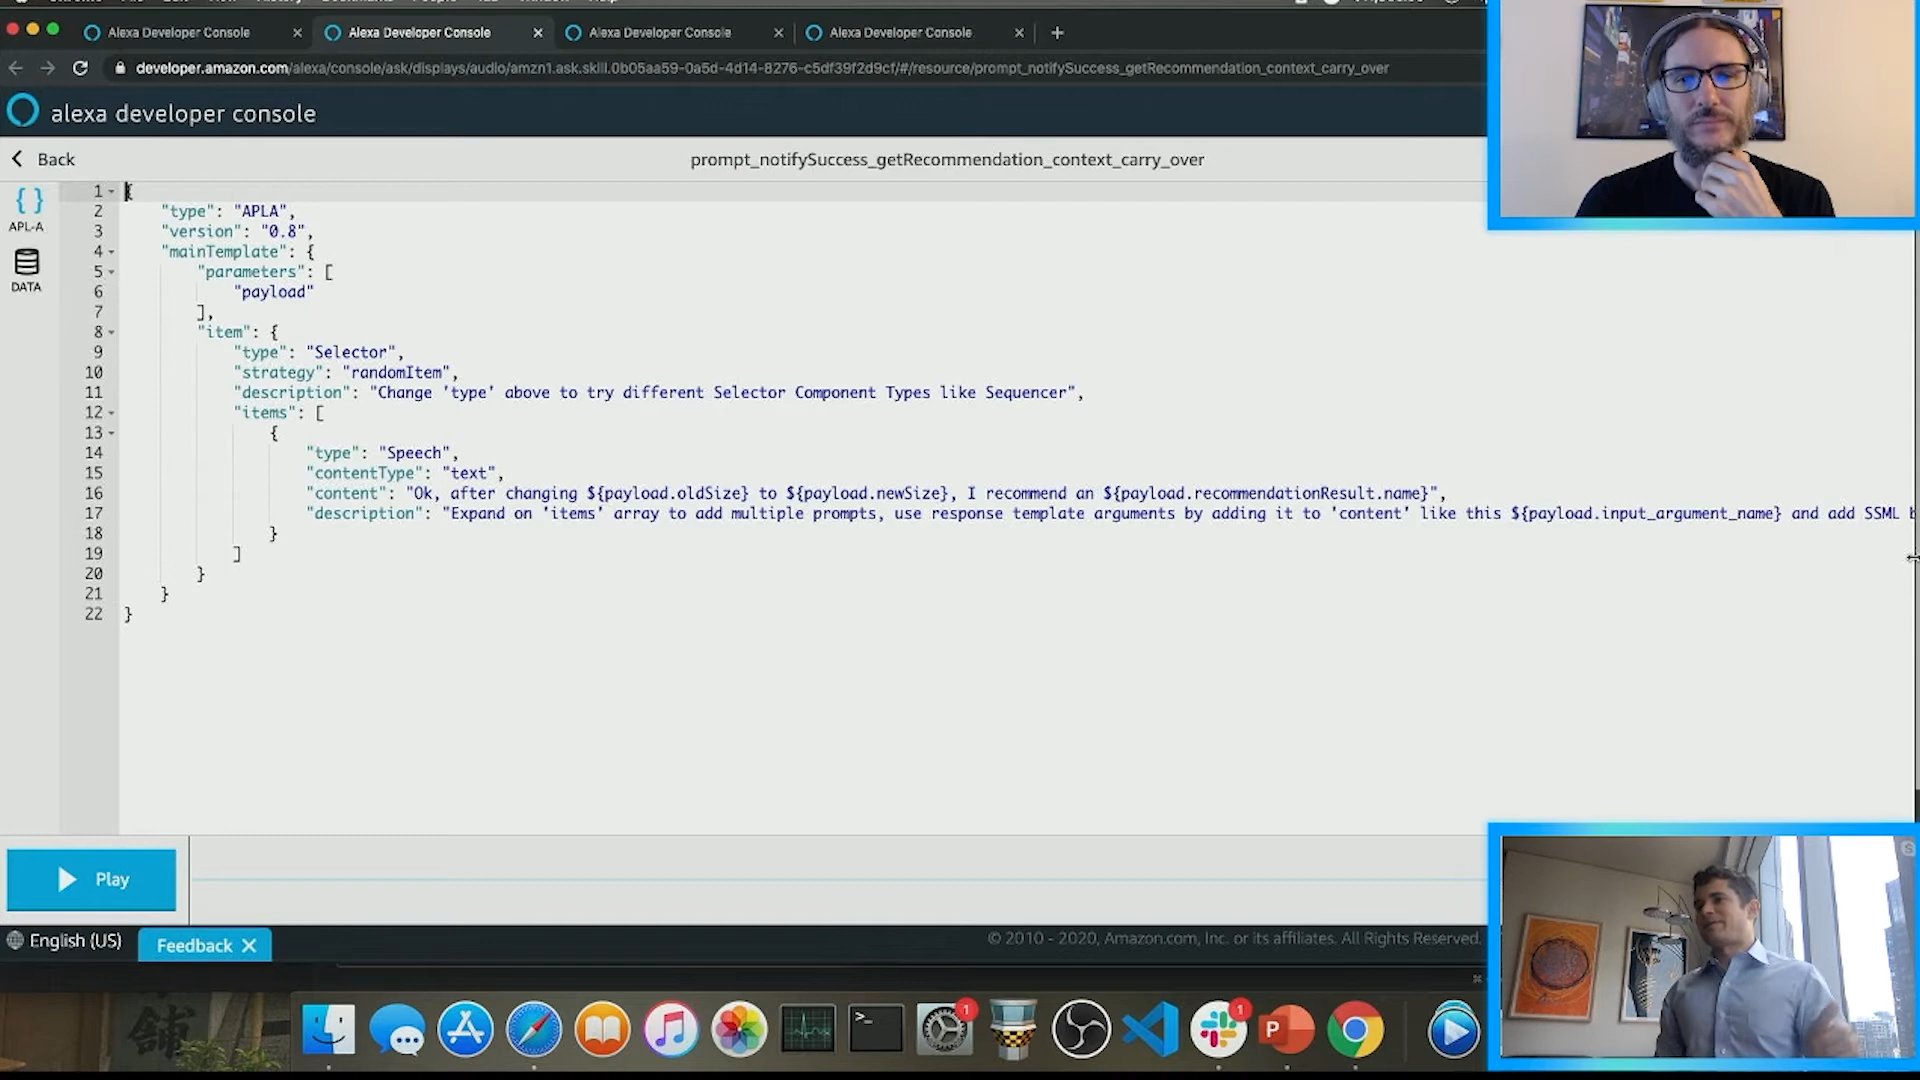 Alexa Developer Console
Alexa Developer Console
Alexa Developer Console
Alexa Developer Console
developer.amazon.com/alexa/console/ask/displays/audio/amzn1.ask.skill.0b05aa59-0a5d-4d14-8276-c5df39f2d9cf/#/resource/prompt_notifySuccess_getRecommendation_context_carry_over
alexa developer console
Back
prompt_notifySuccess_getRecommendation_context_carry_over
{ }
APL-A
DATA
1 {
2 "type": "APLA",
3 "version": "0.8",
4 "mainTemplate": {
5 "parameters": [
6 "payload"
7 ],
8 "item": {
9 "type": "Selector",
10 "strategy": "randomItem",
11 "description": "Change 'type' above to try different Selector Component Types like Sequencer",
12 "items": [
13 {
14 "type": "Speech",
15 "contentType": "text",
16 "content": "Ok, after changing ${payload.oldSize} to ${payload.newSize}, I recommend an ${payload.recommendationResult.name}",
17 "description": "Expand on 'items' array to add multiple prompts, use response template arguments by adding it to 'content' like this ${payload.input_argument_name} and add SSML
18 }
19 ]
20 }
21 }
22 }
Play
English (US)
Feedback
© 2010 - 2020, Amazon.com, Inc. or its affiliates. All Rights Reserved.
舗
1
1
P